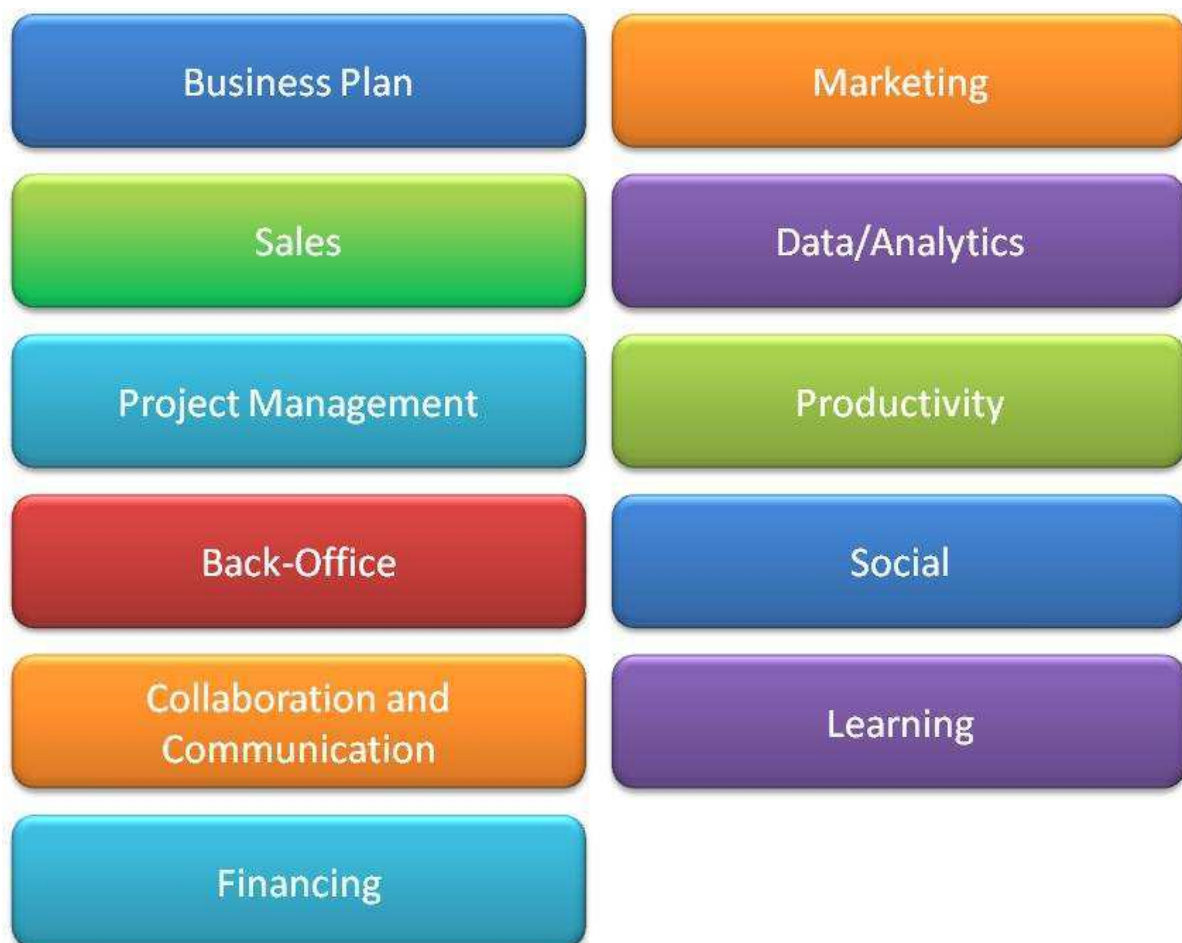 Business Plan
Marketing
Sales
Data/Analytics
Project Management
Productivity
Back-Office
Social
Collaboration and
Communication
Learning
Financing